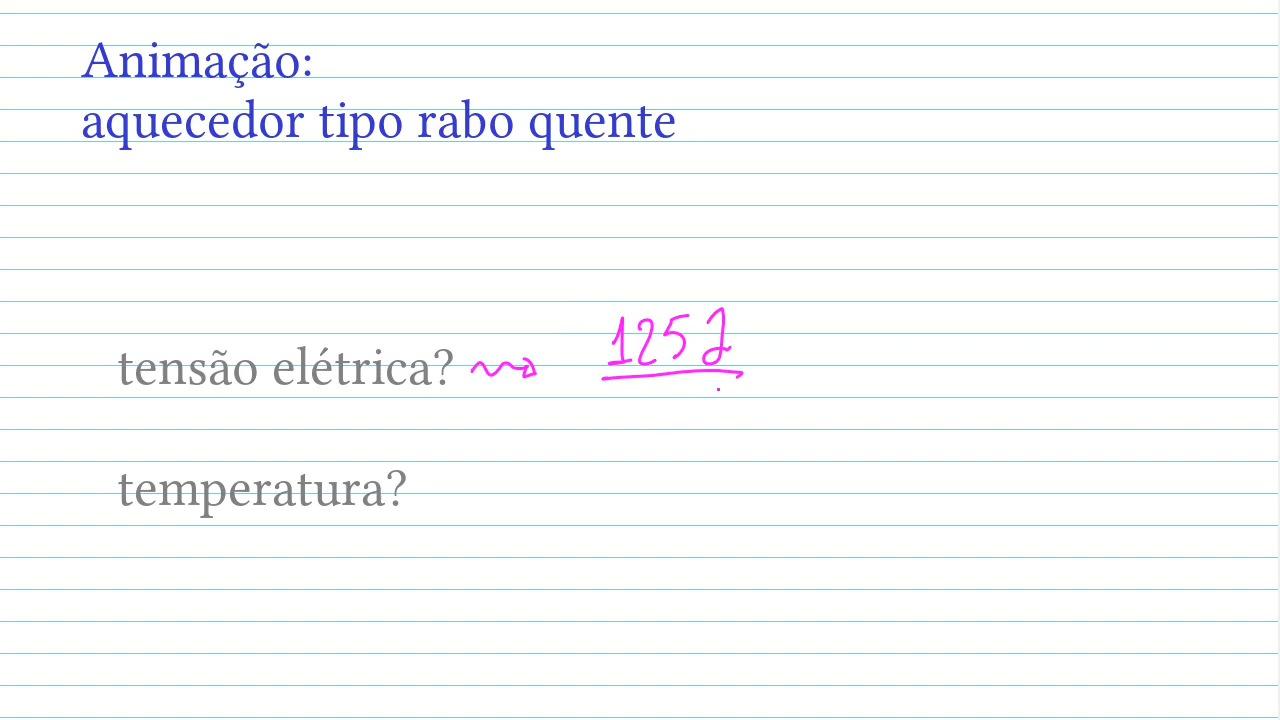 Animação:
aquecedor tipo rabo quente
tensão elétrica? ⇝ 125 J
temperatura?